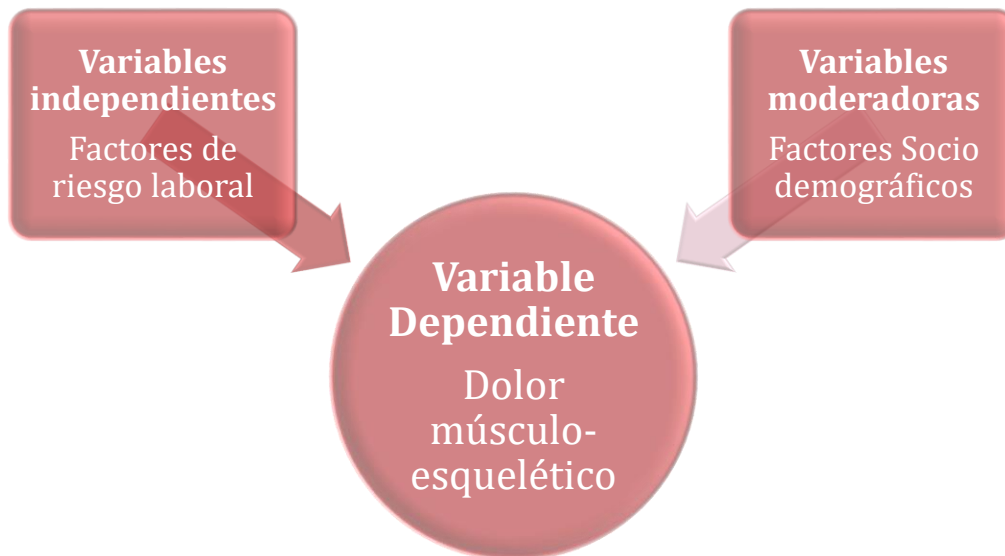 Variables
independientes
Factores de
riesgo laboral
Variables
moderadoras
Factores Socio
demográficos
Variable
Dependiente
Dolor
músculo-
esquelético